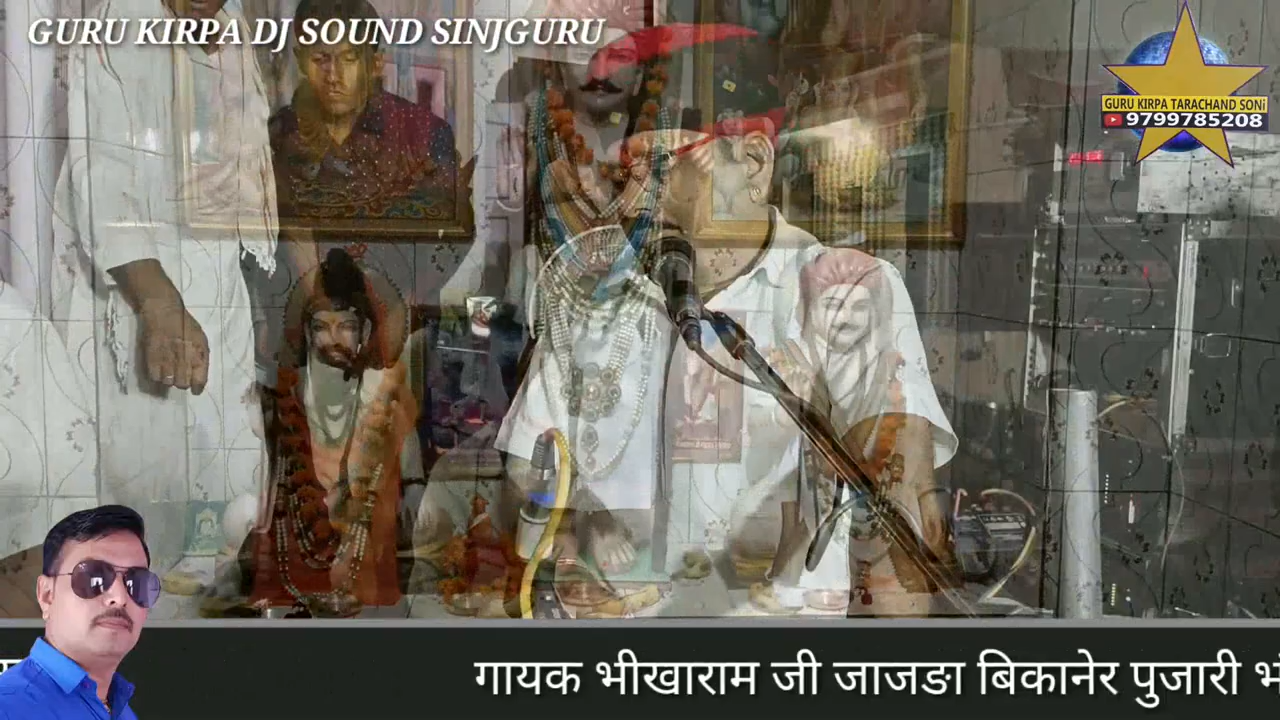 GURU KIRPA DJ SOUND SINJGURU
GURU KIRPA TARACHAND SONi
9799785208
गायक भीखाराम जी जाजङा बिकानेर पुजारी